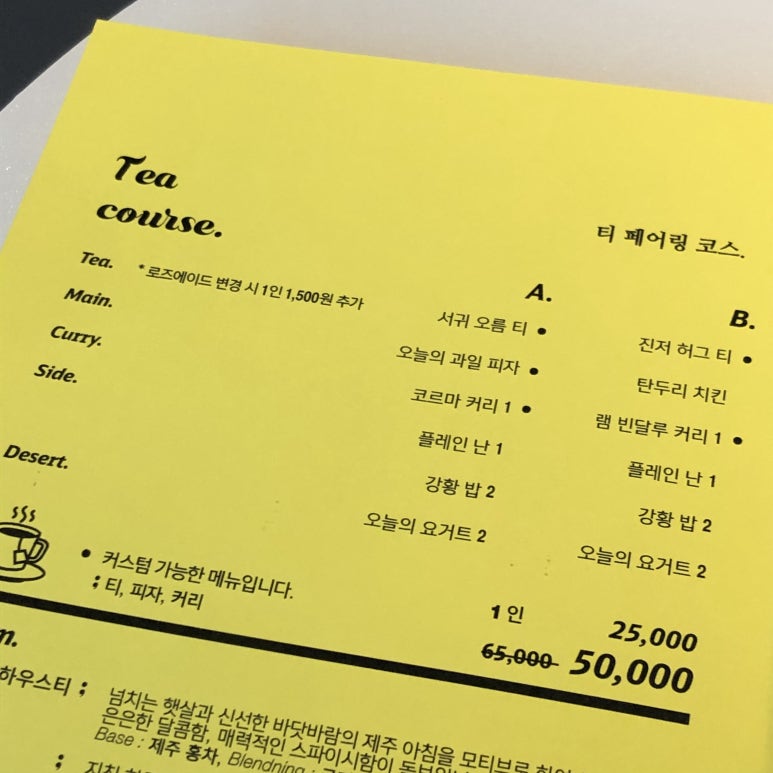 Tea
course.
티 페어링 코스.
Tea. * 로즈에이드 변경 시 1인 1,500원 추가
A.
B.
Main.
Curry.
Side.
Desert.
서귀 오름 티 ●
오늘의 과일 피자 ●
코르마 커리 1 ●
플레인 난 1
강황 밥 2
오늘의 요거트 2
진저 허그 티 ●
탄두리 치킨
램 빈달루 커리 1 ●
플레인 난 1
강황 밥 2
오늘의 요거트 2
● 커스텀 가능한 메뉴입니다.
; 티, 피자, 커리
1인 25,000
65,000 50,000
하우스티 ;
넘치는 햇살과 신선한 바닷바람의 제주 아침을 모티브로
은은한 달콤함, 매력적인 스파이시함이
Base : 제주 홍차, Blendning :
;